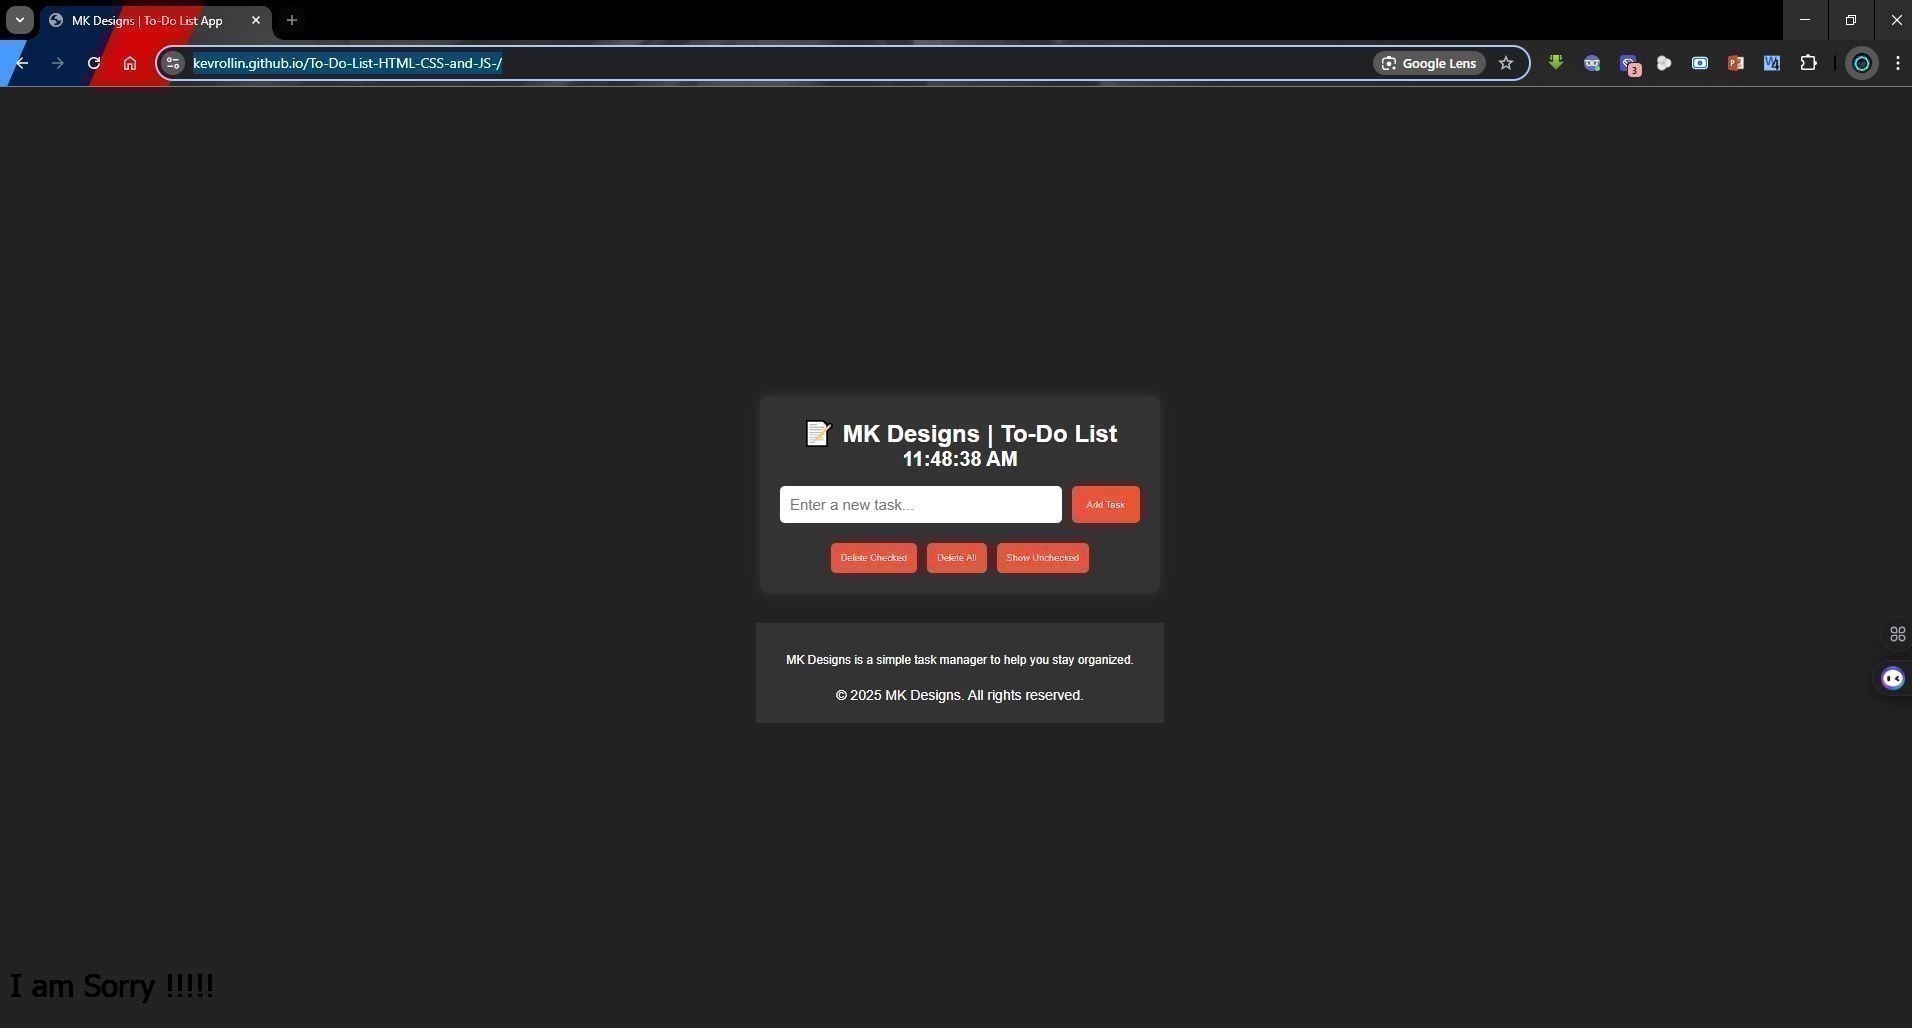 MK Designs | To-Do List App
kevrollin.github.io/To-Do-List-HTML-CSS-and-JS-/
Google Lens
3
📝 MK Designs | To-Do List
11:48:38 AM
Enter a new task...
Add Task
Delete Checked
Delete All
Show Unchecked
MK Designs is a simple task manager to help you stay organized.
© 2025 MK Designs. All rights reserved.
I am Sorry !!!!!